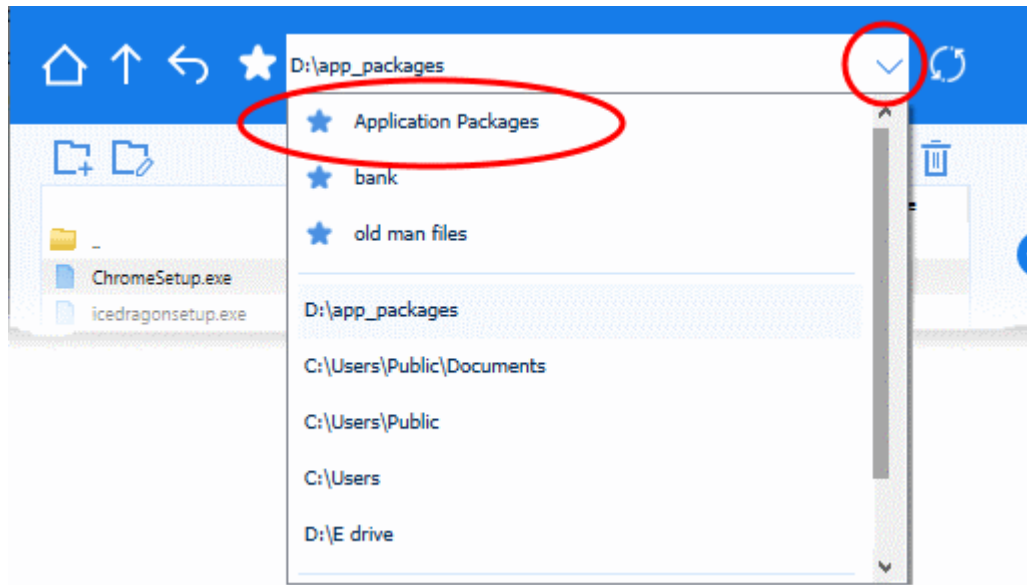 D:\app_packages
Application Packages
bank
old man files
_
ChromeSetup.exe
icedragonsetup.exe
D:\app_packages
C:\Users\Public\Documents
C:\Users\Public
C:\Users
D:\E drive